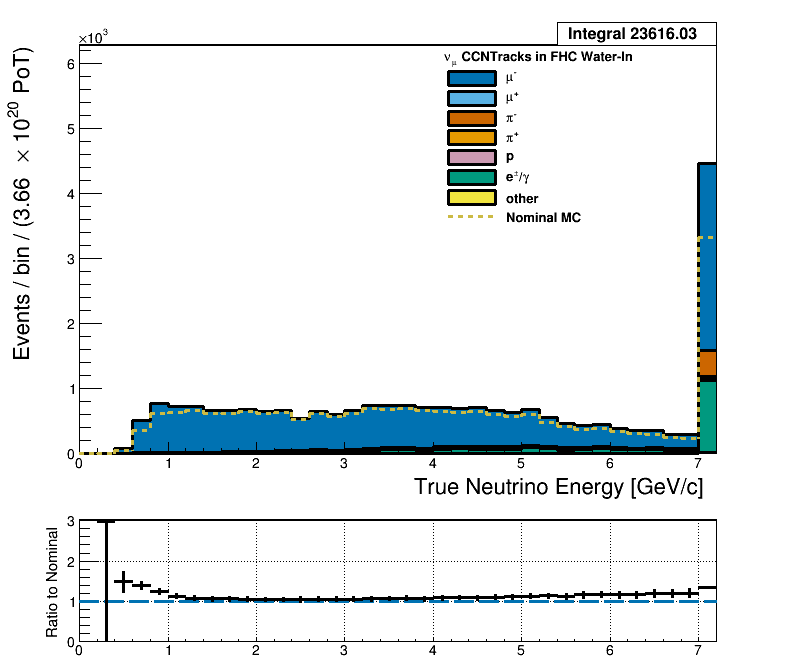 Integral 23616.03
×10³
ν_μ CCNTracks in FHC Water-In
μ⁻
μ⁺
π⁻
π⁺
p
e^±/γ
other
Nominal MC
Events / bin / (3.66 × 10²⁰ PoT)
6
5
4
3
2
1
0
0 1 2 3 4 5 6 7
True Neutrino Energy [GeV/c]
Ratio to Nominal
3
2
1
0
0 1 2 3 4 5 6 7